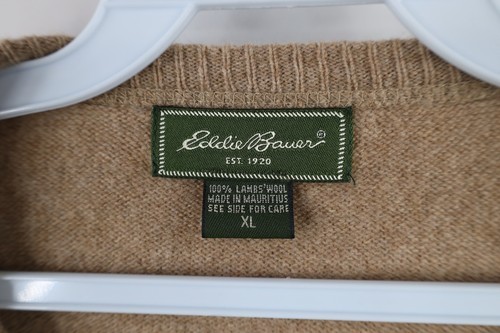 Eddie Bauer®
EST. 1920
100% LAMBS' WOOL
MADE IN MAURITIUS
SEE SIDE FOR CARE
XL